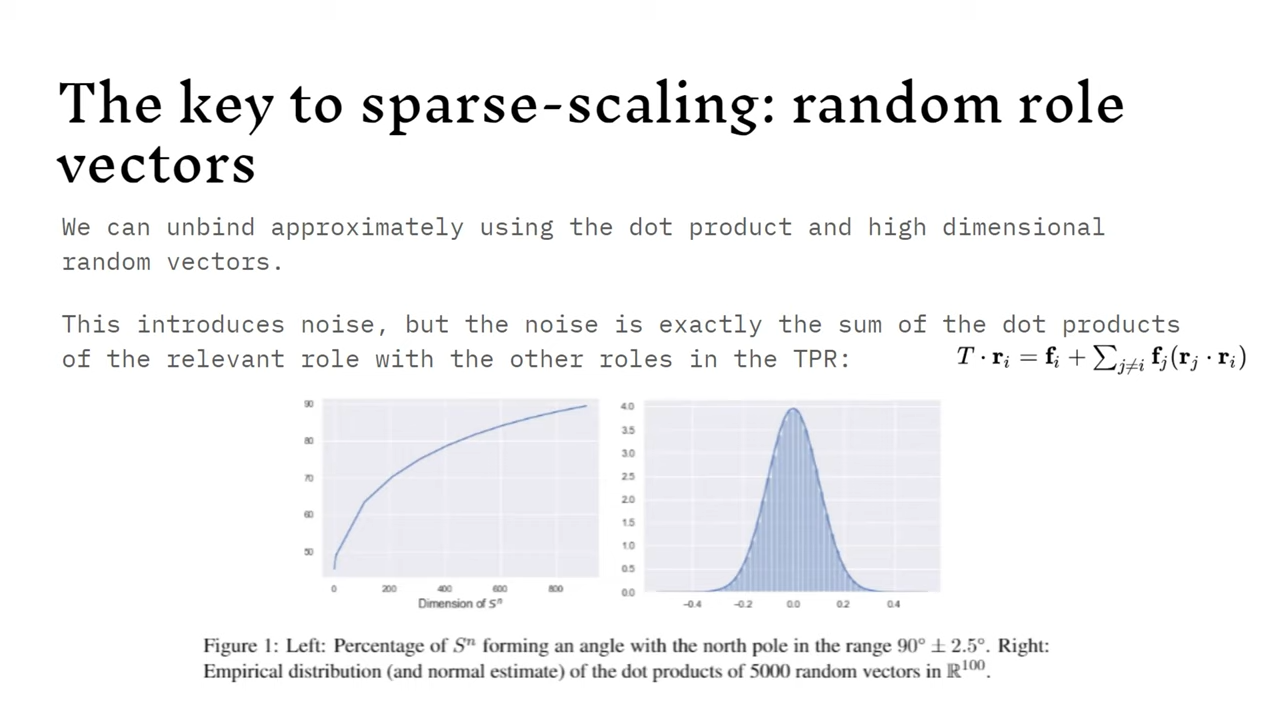 The key to sparse-scaling: random role
vectors
We can unbind approximately using the dot product and high dimensional
random vectors.
This introduces noise, but the noise is exactly the sum of the dot products
of the relevant role with the other roles in the TPR:
T · r_i = f_i + ∑_{j≠i} f_j(r_j · r_i)
90
80
70
60
50
0 200 400 600 800
Dimension of Sⁿ
4.0
3.5
3.0
2.5
2.0
1.5
1.0
0.5
0.0
−0.4 −0.2 0.0 0.2 0.4
Figure 1: Left: Percentage of Sⁿ forming an angle with the north pole in the range 90° ± 2.5°. Right:
Empirical distribution (and normal estimate) of the dot products of 5000 random vectors in ℝ¹⁰⁰.